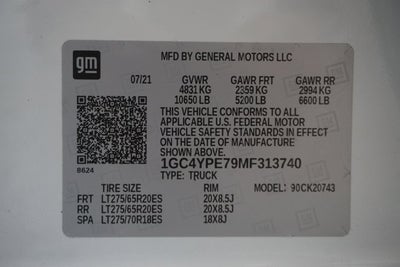 gm
MFD BY GENERAL MOTORS LLC
07/21 GVWR GAWR FRT GAWR RR
4831 KG 2359 KG 2994 KG
10650 LB 5200 LB 6600 LB
THIS VEHICLE CONFORMS TO ALL
APPLICABLE U.S. FEDERAL MOTOR
VEHICLE SAFETY STANDARDS IN EFFECT
ON THE DATE OF MANUFACTURE
SHOWN ABOVE.
1GC4YPE79MF313740
B624 TYPE: TRUCK
TIRE SIZE RIM MODEL: 90CK20743
FRT LT275/65R20ES 20X8.5J
RR LT275/65R20ES 20X8.5J
SPA LT275/70R18ES 18X8J